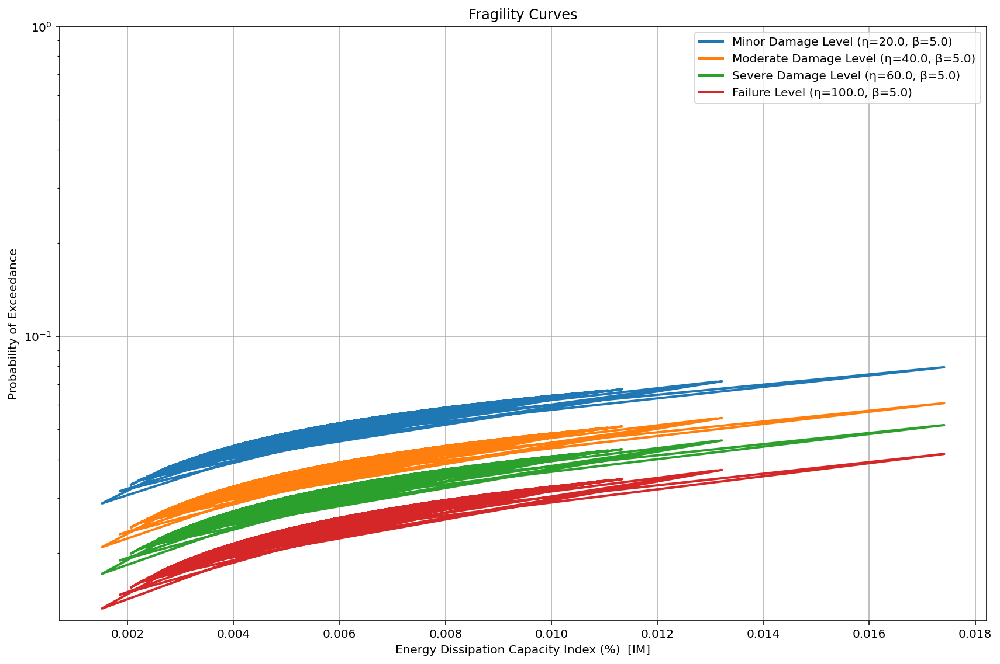 Fragility Curves
10⁰
10⁻¹
Probability of Exceedance
Minor Damage Level (η=20.0, β=5.0)
Moderate Damage Level (η=40.0, β=5.0)
Severe Damage Level (η=60.0, β=5.0)
Failure Level (η=100.0, β=5.0)
0.002 0.004 0.006 0.008 0.010 0.012 0.014 0.016 0.018
Energy Dissipation Capacity Index (%)  [IM]